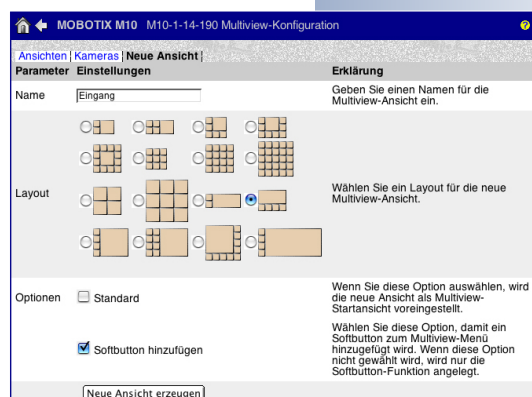 MOBOTIX M10 M10-1-14-190 Multiview-Konfiguration
?
Ansichten | Kameras | Neue Ansicht |
Parameter Einstellungen Erklärung
Name Eingang Geben Sie einen Namen für die
Multiview-Ansicht ein.
Layout Wählen Sie ein Layout für die neue
Multiview-Ansicht.
Optionen Standard Wenn Sie diese Option auswählen, wird
die neue Ansicht als Multiview-
Startansicht voreingestellt.
Softbutton hinzufügen Wählen Sie diese Option, damit ein
Softbutton zum Multiview-Menü
hinzugefügt wird. Wenn diese Option
nicht gewählt wird, wird nur die
Softbutton-Funktion angelegt.
Neue Ansicht erzeugen